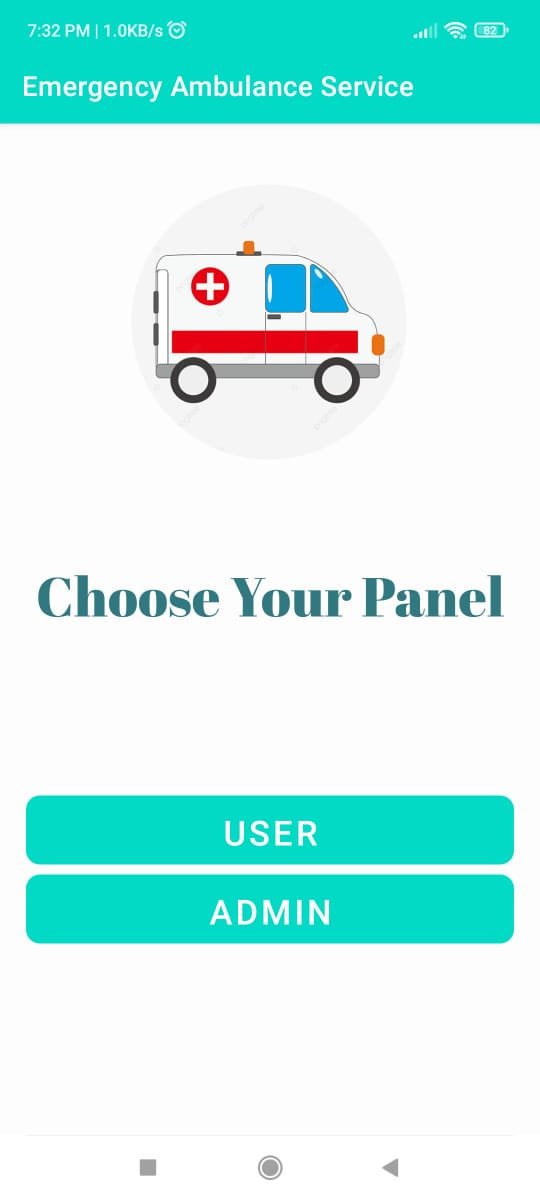 7:32 PM | 1.0KB/s
82
Emergency Ambulance Service
Choose Your Panel
USER
ADMIN